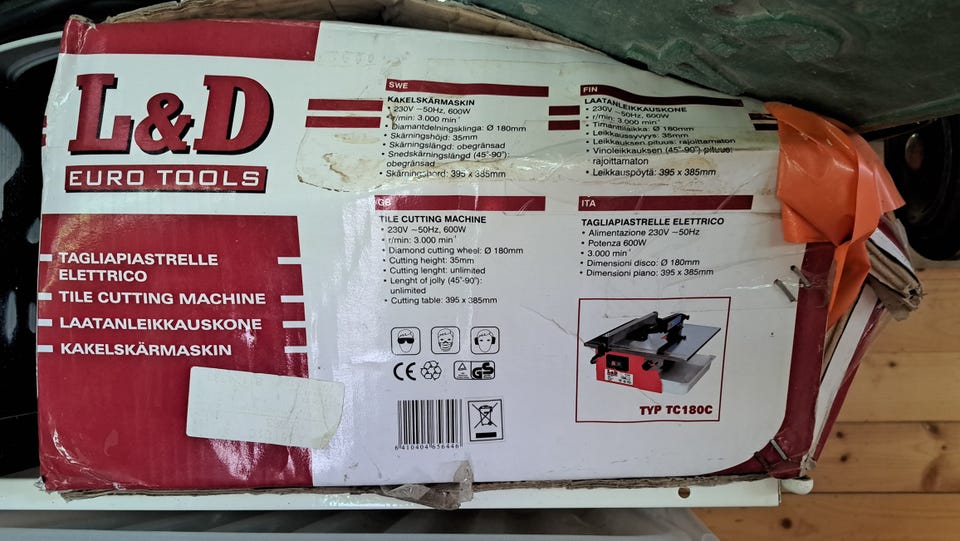 L&D
EURO TOOLS
TAGLIAPIASTRELLE
ELETTRICO
TILE CUTTING MACHINE
LAATANLEIKKAUSKONE
KAKELSKÄRMASKIN
SWE
KAKELSKÄRMASKIN
• 230V ~50Hz, 600W
r/min: 3.000 min⁻
• Diamantdelningsklinga: Ø 180mm
• Skärningshöjd: 35mm
• Skärningslängd: obegränsad
• Snedskärningslängd (45°-90°):
obegränsad
• Skärningsbord: 395 x 385mm
FIN
LAATANLEIKKAUSKONE
• 230V ~50Hz, 600W
• r/min: 3.000 min⁻¹
• Timanttilaikka: Ø 180mm
• Leikkaussyvyys: 35mm
• Leikkauksen pituus: rajoittamaton
• Vinoleikkauksen (45°-90°) pituus:
rajoittamaton
• Leikkauspöytä: 395 x 385mm
GB
TILE CUTTING MACHINE
• 230V ~50Hz, 600W
• r/min: 3.000 min⁻¹
• Diamond cutting wheel: Ø 180mm
• Cutting height: 35mm
• Cutting lenght: unlimited
• Lenght of jolly (45°-90°):
unlimited
• Cutting table: 395 x 385mm
ITA
TAGLIAPIASTRELLE ELETTRICO
• Alimentazione 230V ~50Hz
• Potenza 600W
• 3.000 min⁻¹
• Dimensioni disco: Ø 180mm
• Dimensioni piano: 395 x 385mm
CE
GS
6 410404 656446
L&D
TYP TC180C